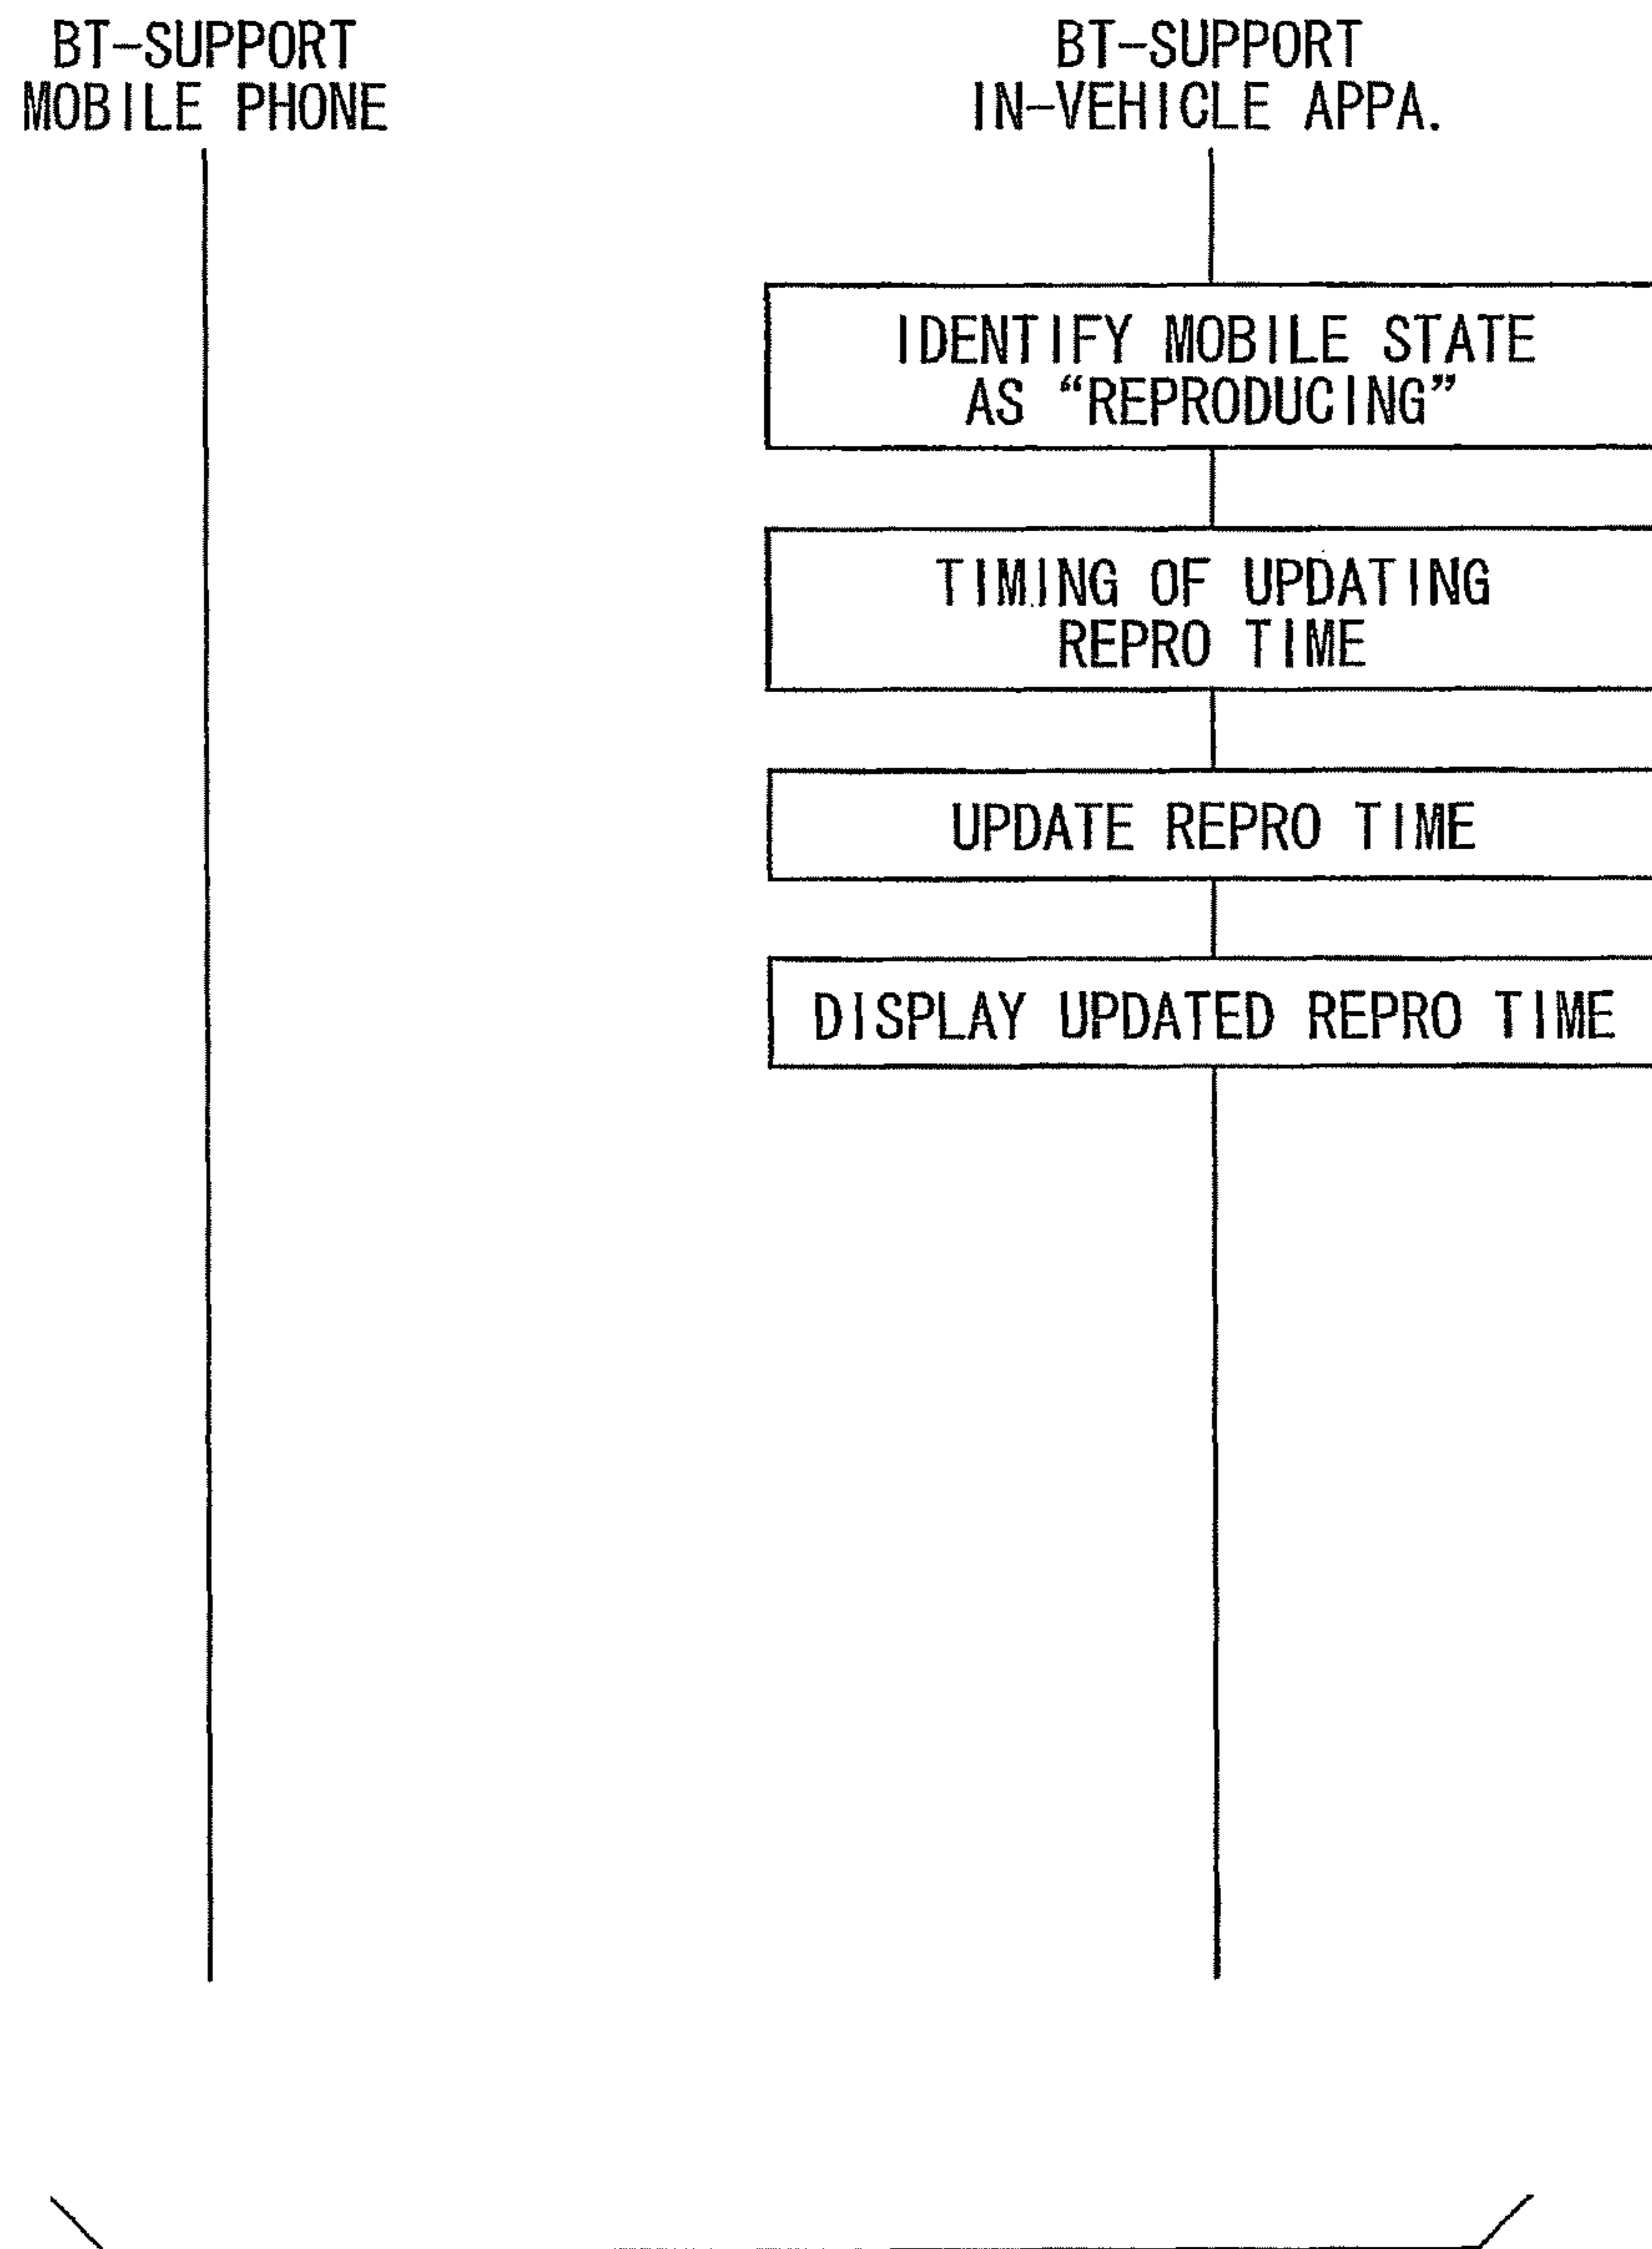 BT-SUPPORT
MOBILE PHONE
BT-SUPPORT
IN-VEHICLE APPA.
IDENTIFY MOBILE STATE
AS “REPRODUCING”
TIMING OF UPDATING
REPRO TIME
UPDATE REPRO TIME
DISPLAY UPDATED REPRO TIME